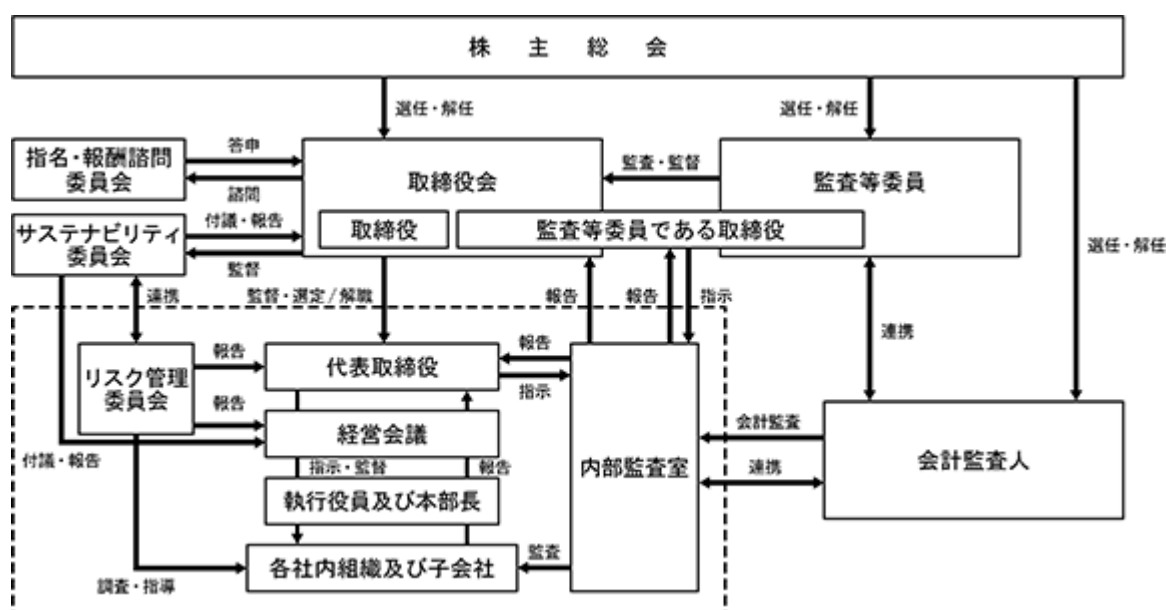 株主総会
選任・解任
選任・解任
選任・解任
指名・報酬諮問
委員会
答申
諮問
取締役会
監査・監督
監査等委員
サステナビリティ
委員会
付議・報告
監督
取締役
監査等委員である取締役
連携
監督・選定/解職
報告
報告
指示
連携
リスク管理
委員会
報告
代表取締役
報告
指示
報告
経営会議
付議・報告
指示・監督
報告
内部監査室
会計監査
連携
会計監査人
執行役員及び本部長
各社内組織及び子会社
監査
調査・指導